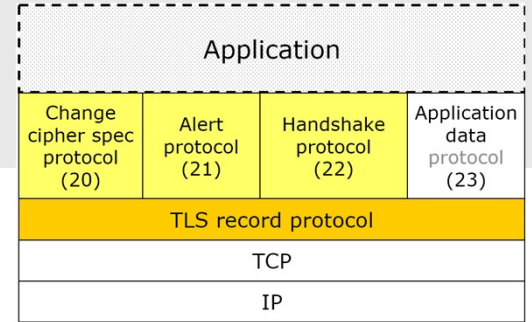 Application
Change
cipher spec
protocol
(20)
Alert
protocol
(21)
Handshake
protocol
(22)
Application
data
protocol
(23)
TLS record protocol
TCP
IP